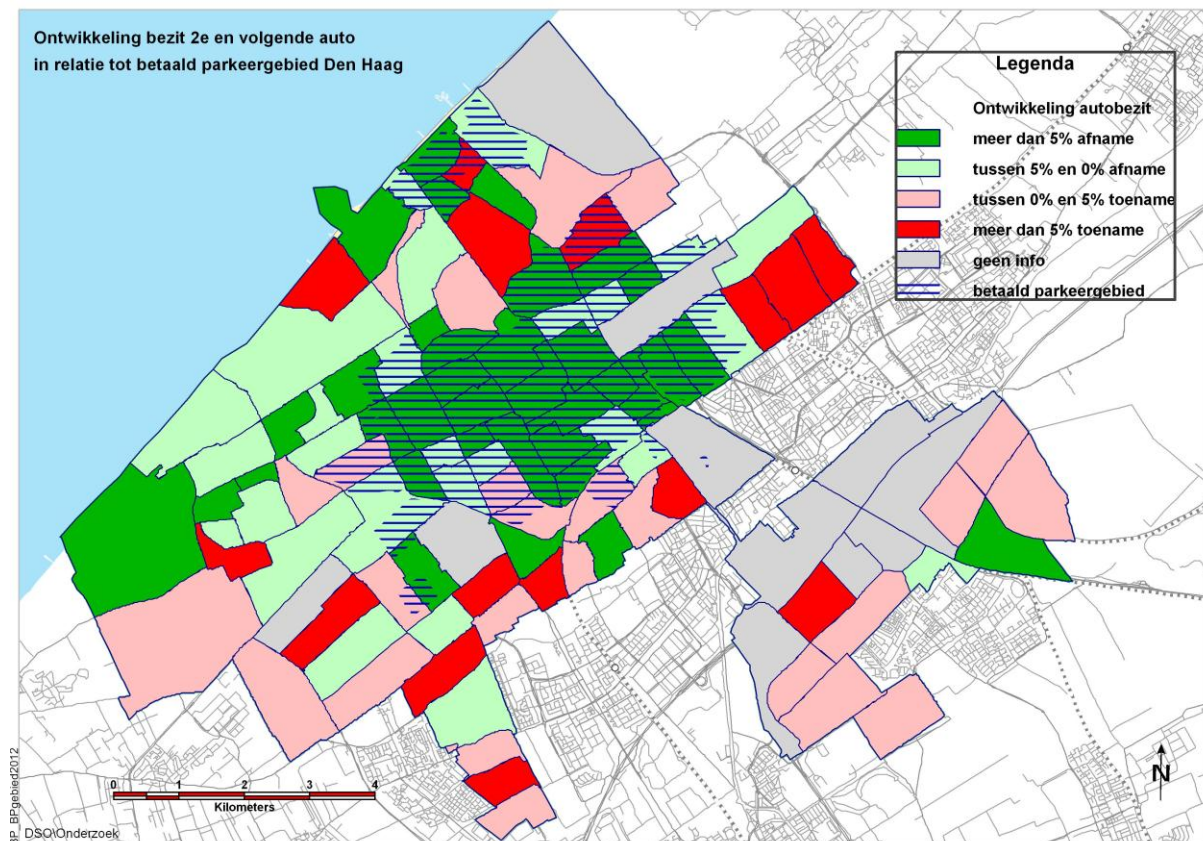 Ontwikkeling bezit 2e en volgende auto
in relatie tot betaald parkeergebied Den Haag
Legenda
Ontwikkeling autobezit
meer dan 5% afname
tussen 5% en 0% afname
tussen 0% en 5% toename
meer dan 5% toename
geen info
betaald parkeergebied
0 1 2 3 4
Kilometers
N
BP_BPgebied2012
DSO\Onderzoek